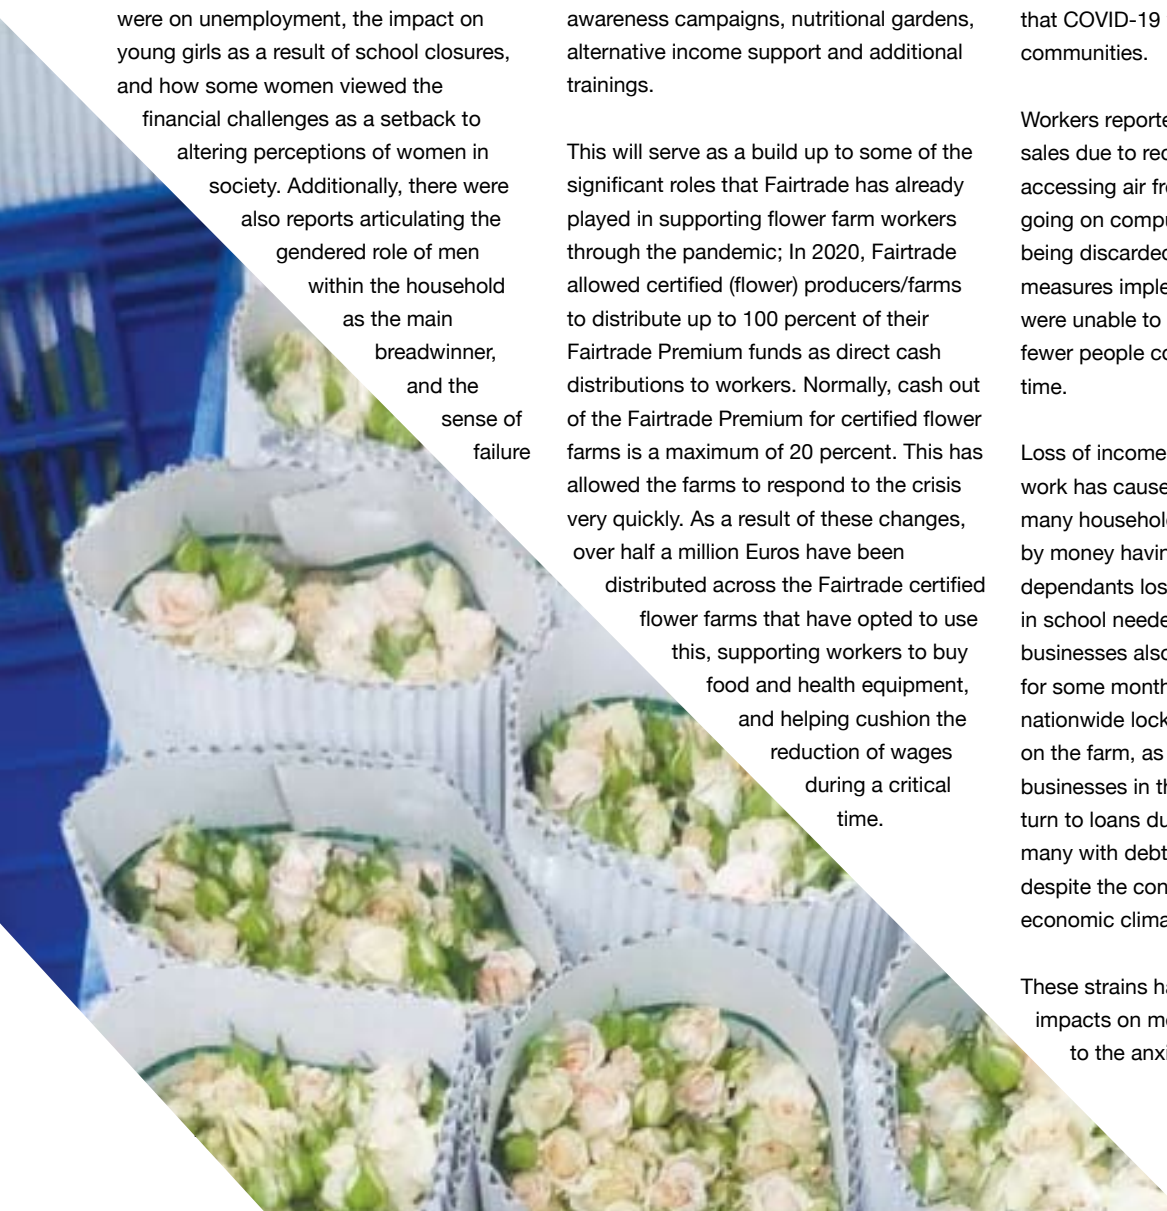 were on unemployment, the impact on
young girls as a result of school closures,
and how some women viewed the
financial challenges as a setback to
altering perceptions of women in
society. Additionally, there were
also reports articulating the
gendered role of men
within the household
as the main
breadwinner,
and the
sense of
failure
awareness campaigns, nutritional gardens,
alternative income support and additional
trainings.
This will serve as a build up to some of the
significant roles that Fairtrade has already
played in supporting flower farm workers
through the pandemic; In 2020, Fairtrade
allowed certified (flower) producers/farms
to distribute up to 100 percent of their
Fairtrade Premium funds as direct cash
distributions to workers. Normally, cash out
of the Fairtrade Premium for certified flower
farms is a maximum of 20 percent. This has
allowed the farms to respond to the crisis
very quickly. As a result of these changes,
over half a million Euros have been
distributed across the Fairtrade certified
flower farms that have opted to use
this, supporting workers to buy
food and health equipment,
and helping cushion the
reduction of wages
during a critical
time.
that COVID-19
communities.
Workers reporte
sales due to red
accessing air fre
going on compu
being discarded
measures imple
were unable to
fewer people co
time.
Loss of income
work has cause
many househol
by money havin
dependants los
in school neede
businesses also
for some month
nationwide lock
on the farm, as
businesses in th
turn to loans du
many with debt
despite the con
economic clima
These strains ha
impacts on me
to the anxi